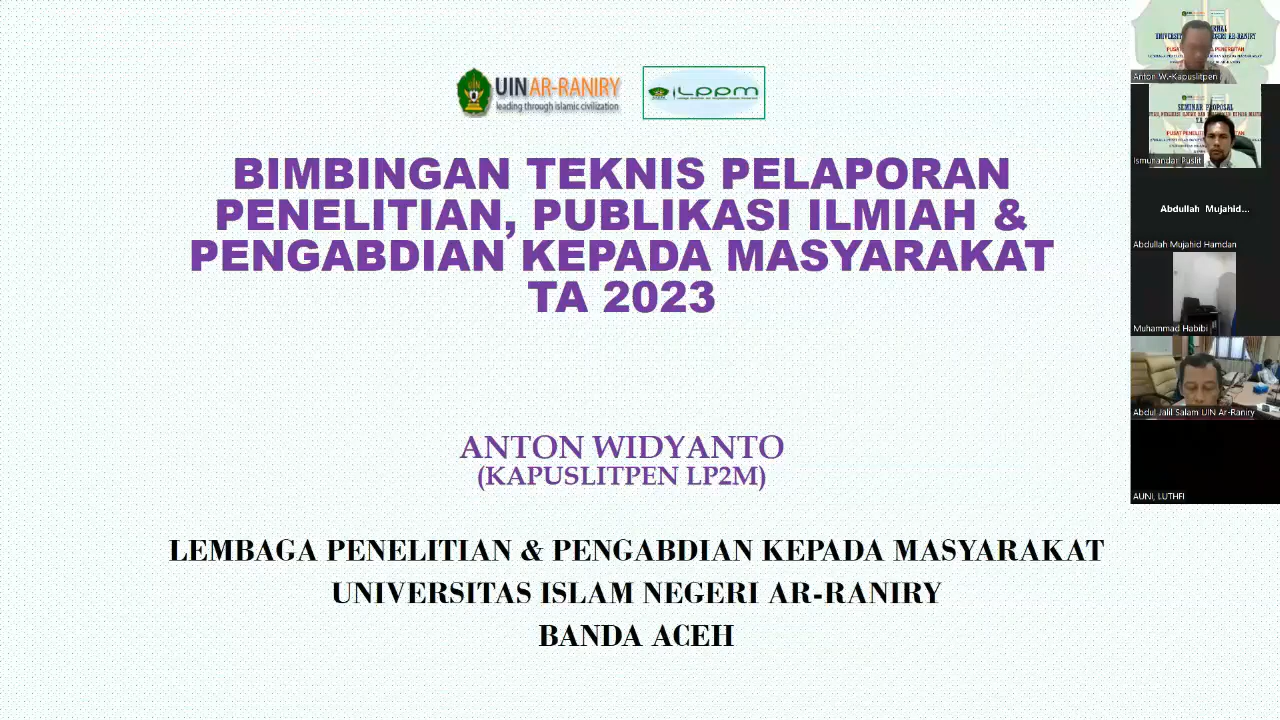 UIN AR-RANIRY
leading through islamic civilization
LPPM
BIMBINGAN TEKNIS PELAPORAN
PENELITIAN, PUBLIKASI ILMIAH &
PENGABDIAN KEPADA MASYARAKAT
TA 2023
ANTON WIDYANTO
(KAPUSLITPEN LP2M)
LEMBAGA PENELITIAN & PENGABDIAN KEPADA MASYARAKAT
UNIVERSITAS ISLAM NEGERI AR-RANIRY
BANDA ACEH
Anton W.-Kapuslitpen
SEMINAR PROPOSAL
Ismunandar Puslit
Abdullah Mujahid...
Abdullah Mujahid Hamdan
Muhammad Habibi
Abdul Jalil Salam UIN Ar-Raniry
AUNI, LUTHFI